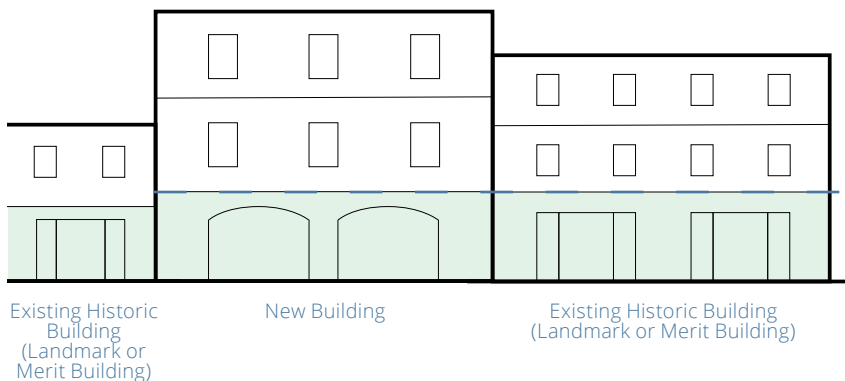 Existing Historic
Building
(Landmark or
Merit Building)
New Building
Existing Historic Building
(Landmark or Merit Building)